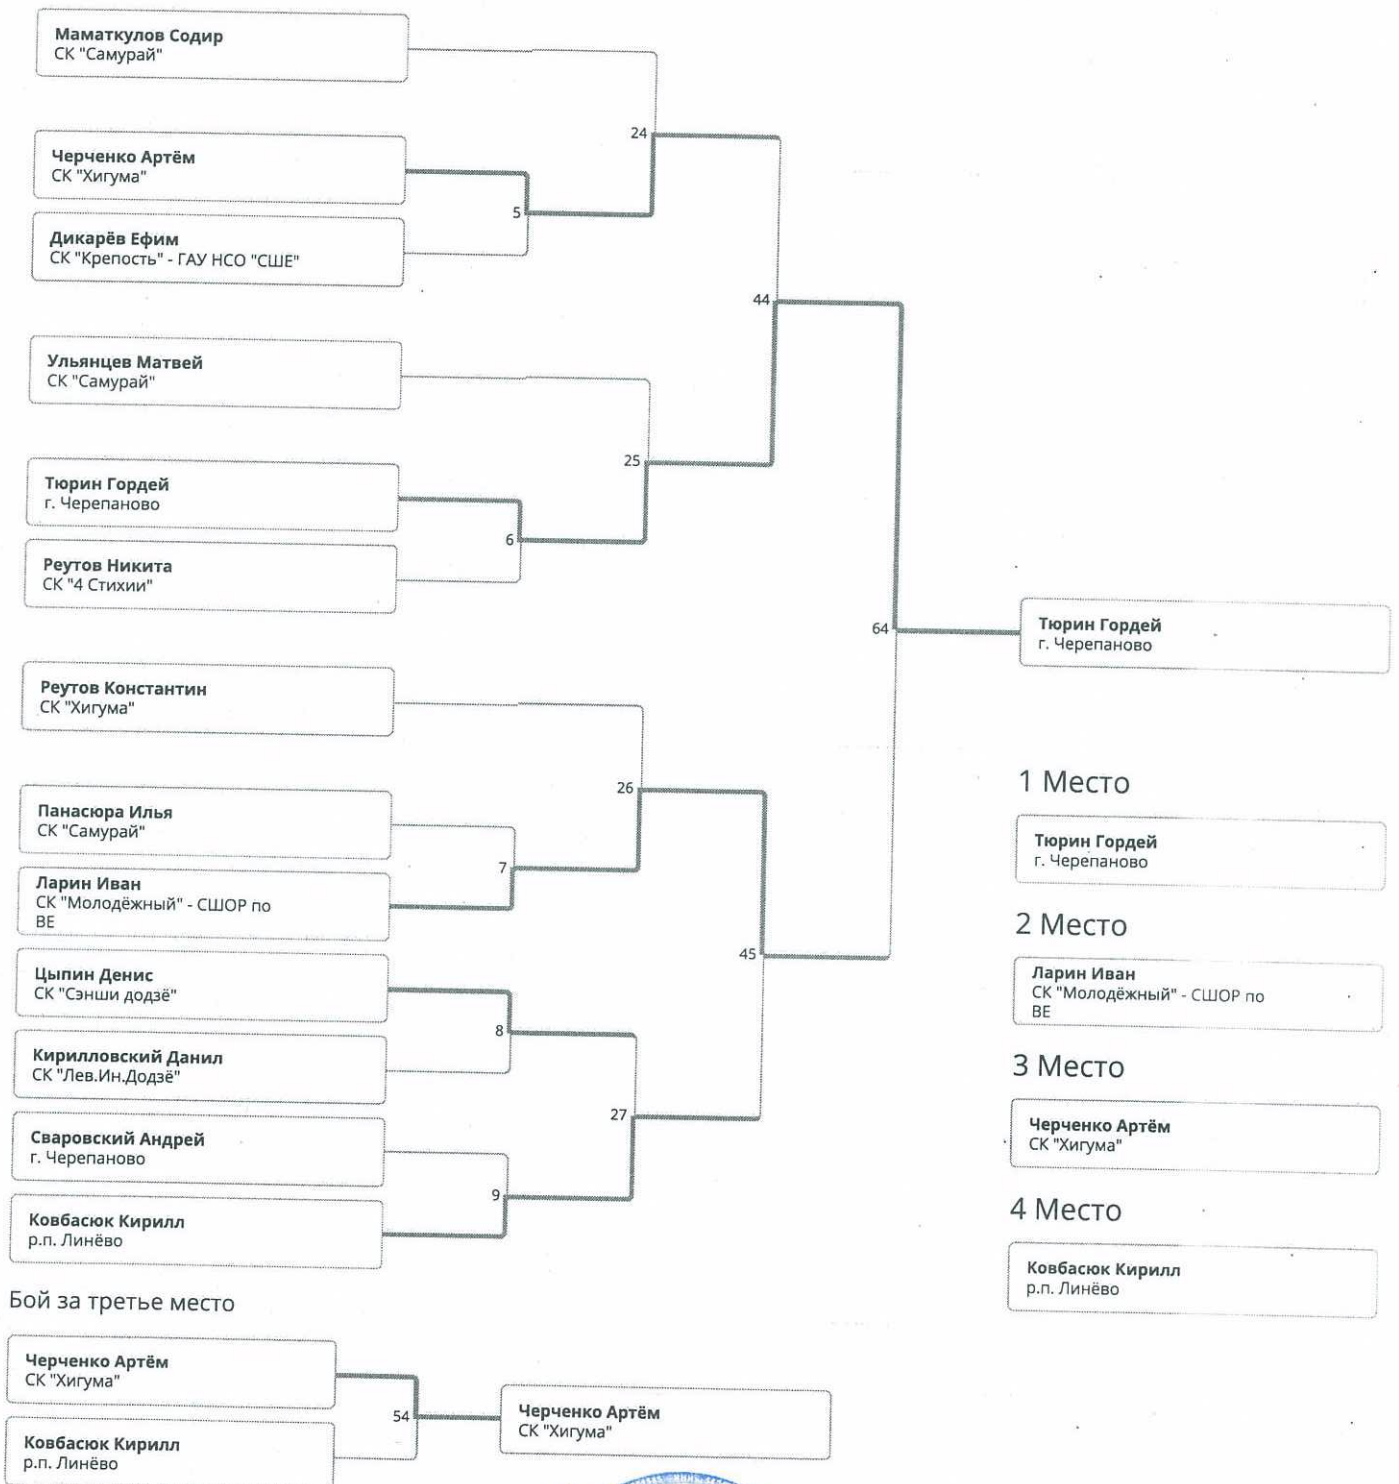 Маматкулов Содир
СК "Самурай"
24
Черченко Артём
СК "Хигума"
5
Дикарёв Ефим
СК "Крепость" - ГАУ НСО "СШЕ"
44
Ульянцев Матвей
СК "Самурай"
25
Тюрин Гордей
г. Черепаново
6
Реутов Никита
СК "4 Стихии"
64
Тюрин Гордей
г. Черепаново
Реутов Константин
СК "Хигума"
26
Панасюра Илья
СК "Самурай"
7
Ларин Иван
СК "Молодёжный" - СШОР по
ВЕ
45
Цыпин Денис
СК "Сэнши додзё"
8
Кирилловский Данил
СК "Лев.Ин.Додзё"
27
Сваровский Андрей
г. Черепаново
9
Ковбасюк Кирилл
р.п. Линёво
1 Место
Тюрин Гордей
г. Черепаново
2 Место
Ларин Иван
СК "Молодёжный" - СШОР по
ВЕ
3 Место
Черченко Артём
СК "Хигума"
4 Место
Ковбасюк Кирилл
р.п. Линёво
Бой за третье место
Черченко Артём
СК "Хигума"
54
Ковбасюк Кирилл
р.п. Линёво
Черченко Артём
СК "Хигума"